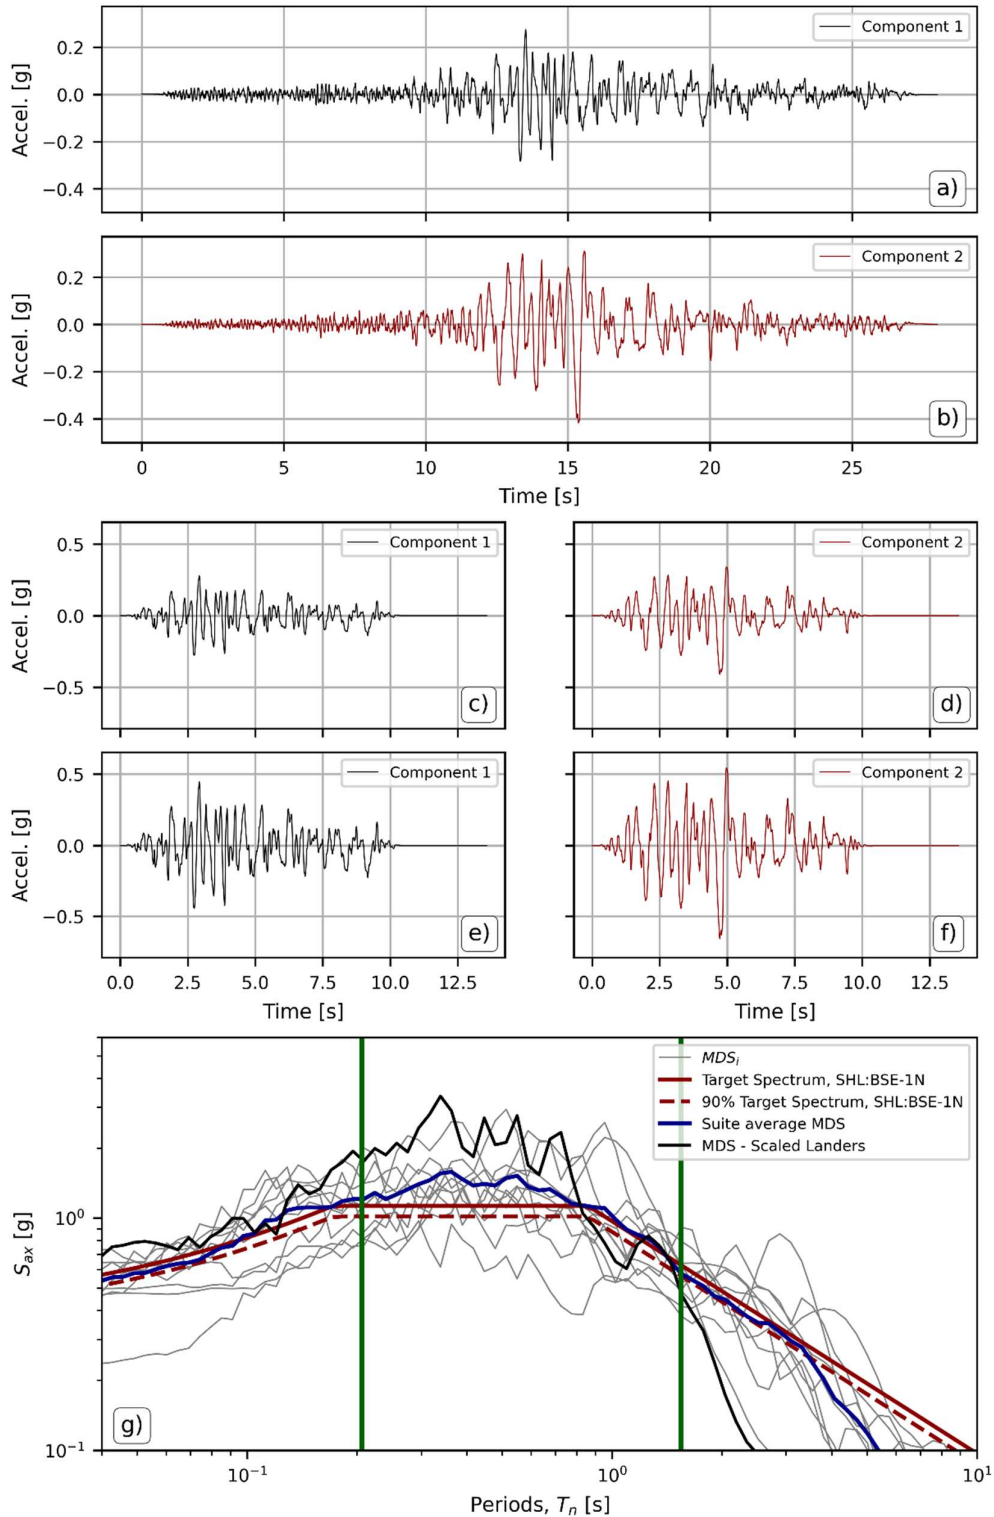 Component 1
Accel. [g]
0.2
0.0
−0.2
−0.4
a)
Component 2
Accel. [g]
0.2
0.0
−0.2
−0.4
b)
0 5 10 15 20 25
Time [s]
Component 1
Component 2
Accel. [g]
0.5
0.0
−0.5
c)
d)
Component 1
Component 2
Accel. [g]
0.5
0.0
−0.5
e)
f)
0.0 2.5 5.0 7.5 10.0 12.5
0.0 2.5 5.0 7.5 10.0 12.5
Time [s]
Time [s]
MDS_i
Target Spectrum, SHL:BSE-1N
90% Target Spectrum, SHL:BSE-1N
Suite average MDS
MDS - Scaled Landers
S_ax [g]
10^0
10^−1
g)
10^−1 10^0 10^1
Periods, T_n [s]